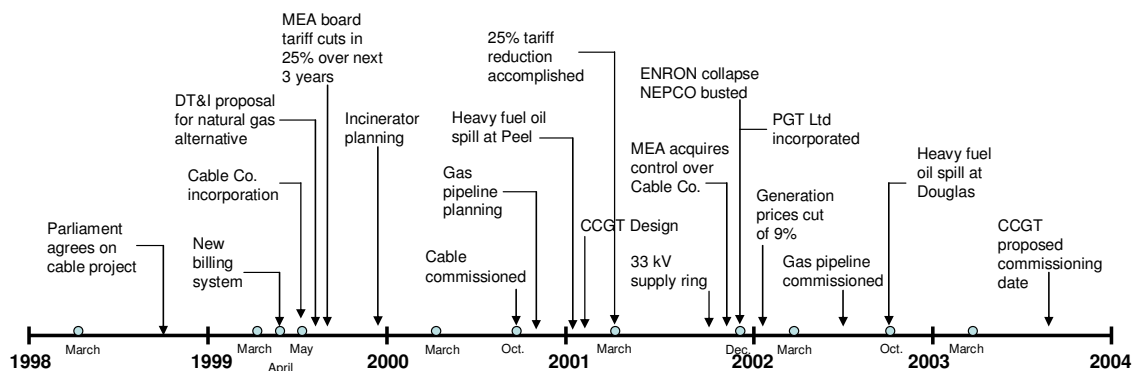 MEA board
tariff cuts in
25% over next
3 years
25% tariff
reduction
accomplished
ENRON collapse
NEPCO busted
DT&I proposal
for natural gas
alternative
Incinerator
planning
Heavy fuel oil
spill at Peel
PGT Ltd
incorporated
MEA acquires
control over
Cable Co.
Heavy fuel
oil spill at
Douglas
Cable Co.
incorporation
Gas
pipeline
planning
Generation
prices cut
of 9%
CCGT Design
Parliament
agrees on
cable project
New
billing
system
Cable
commissioned
33 kV
supply ring
Gas pipeline
commissioned
CCGT
proposed
commissioning
date
March
March
April
May
March
Oct.
March
Dec.
March
Oct.
March
1998
1999
2000
2001
2002
2003
2004